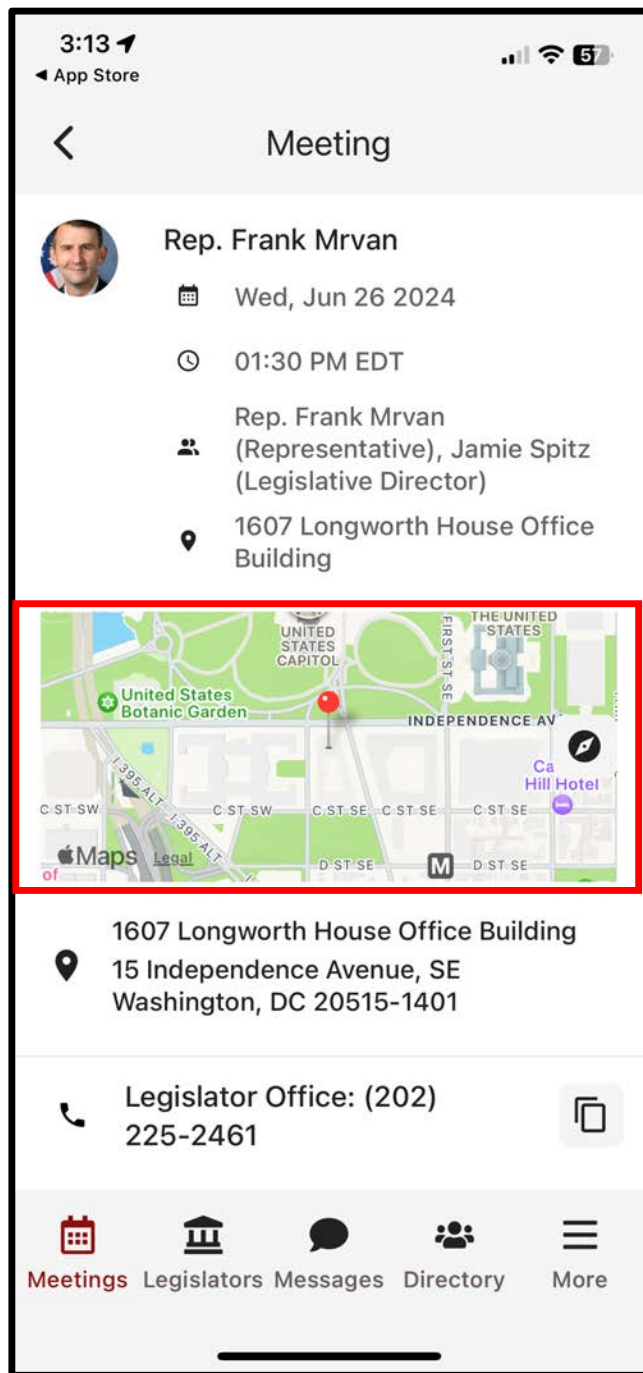 3:13
57
◀ App Store
Meeting
Rep. Frank Mrvan
Wed, Jun 26 2024
01:30 PM EDT
Rep. Frank Mrvan
(Representative), Jamie Spitz
(Legislative Director)
1607 Longworth House Office
Building
UNITED
STATES
CAPITOL
FIRST ST SE
THE UNITED
STATES
United States
Botanic Garden
INDEPENDENCE AV
Ca
Hill Hotel
I 395 ALT
I 395 ALT
C ST SW
C ST SW
C ST SE
C ST SE
C ST SE
Maps
Legal
of
D ST SE
M
D ST SE
1607 Longworth House Office Building
15 Independence Avenue, SE
Washington, DC 20515-1401
Legislator Office: (202)
225-2461
Meetings Legislators Messages Directory More